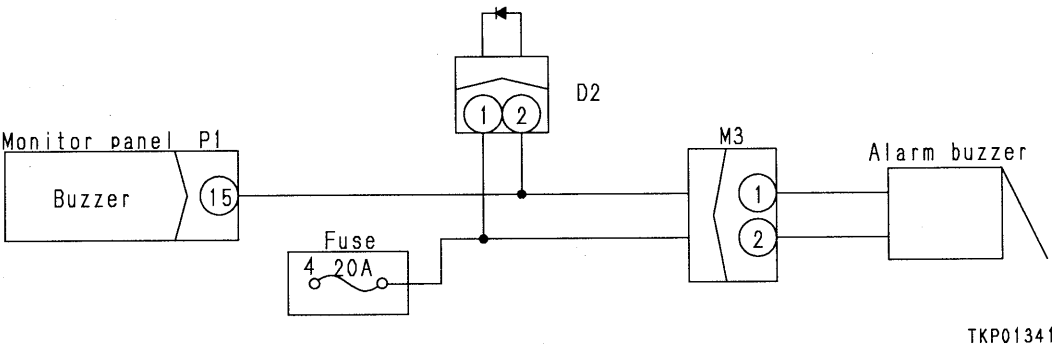 D2
1 2
Monitor panel P1
M3
Alarm buzzer
Buzzer
15
1
Fuse
2
4 20A
TKP01341